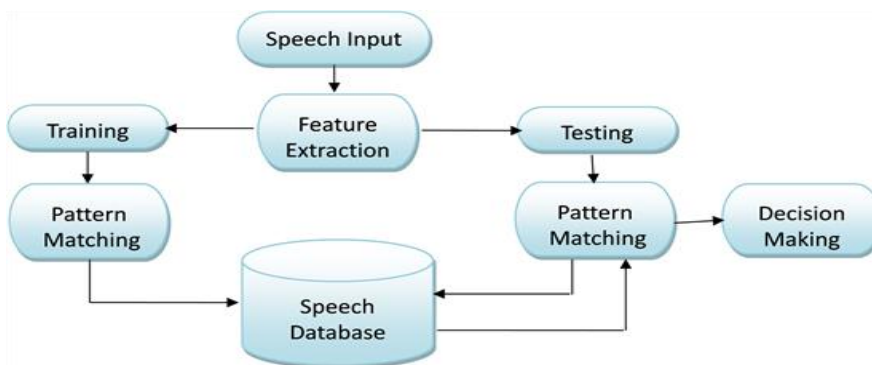 Speech Input
Training
Feature
Extraction
Testing
Pattern
Matching
Pattern
Matching
Decision
Making
Speech
Database